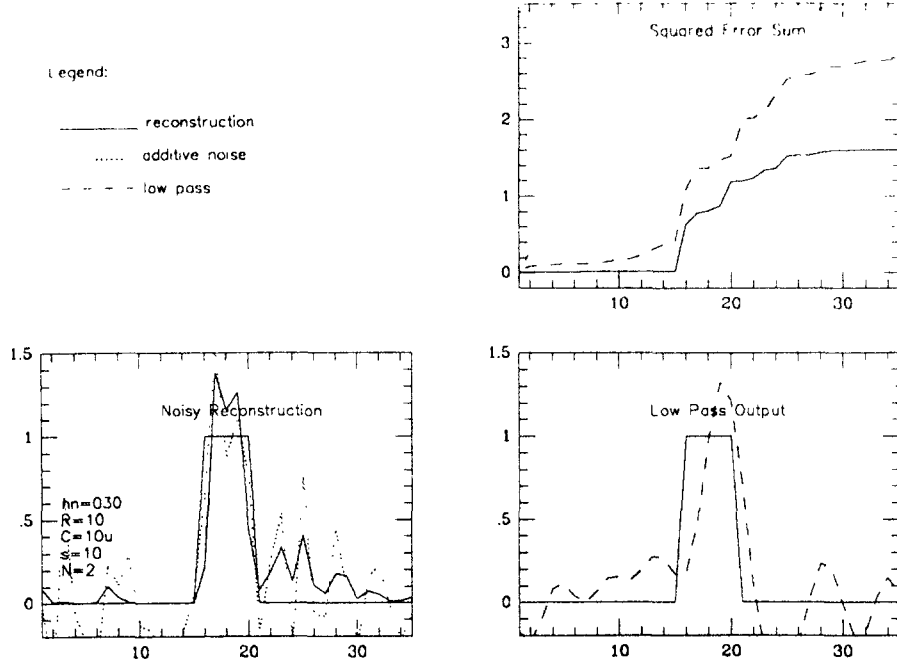 Legend:
reconstruction
additive noise
low pass
Squared Error Sum
3
2
1
0
10
20
30
1.5
1
.5
0
Noisy Reconstruction
hn=030
R=10
C=10u
s=10
N=2
10
20
30
1.5
1
.5
0
Low Pass Output
10
20
30